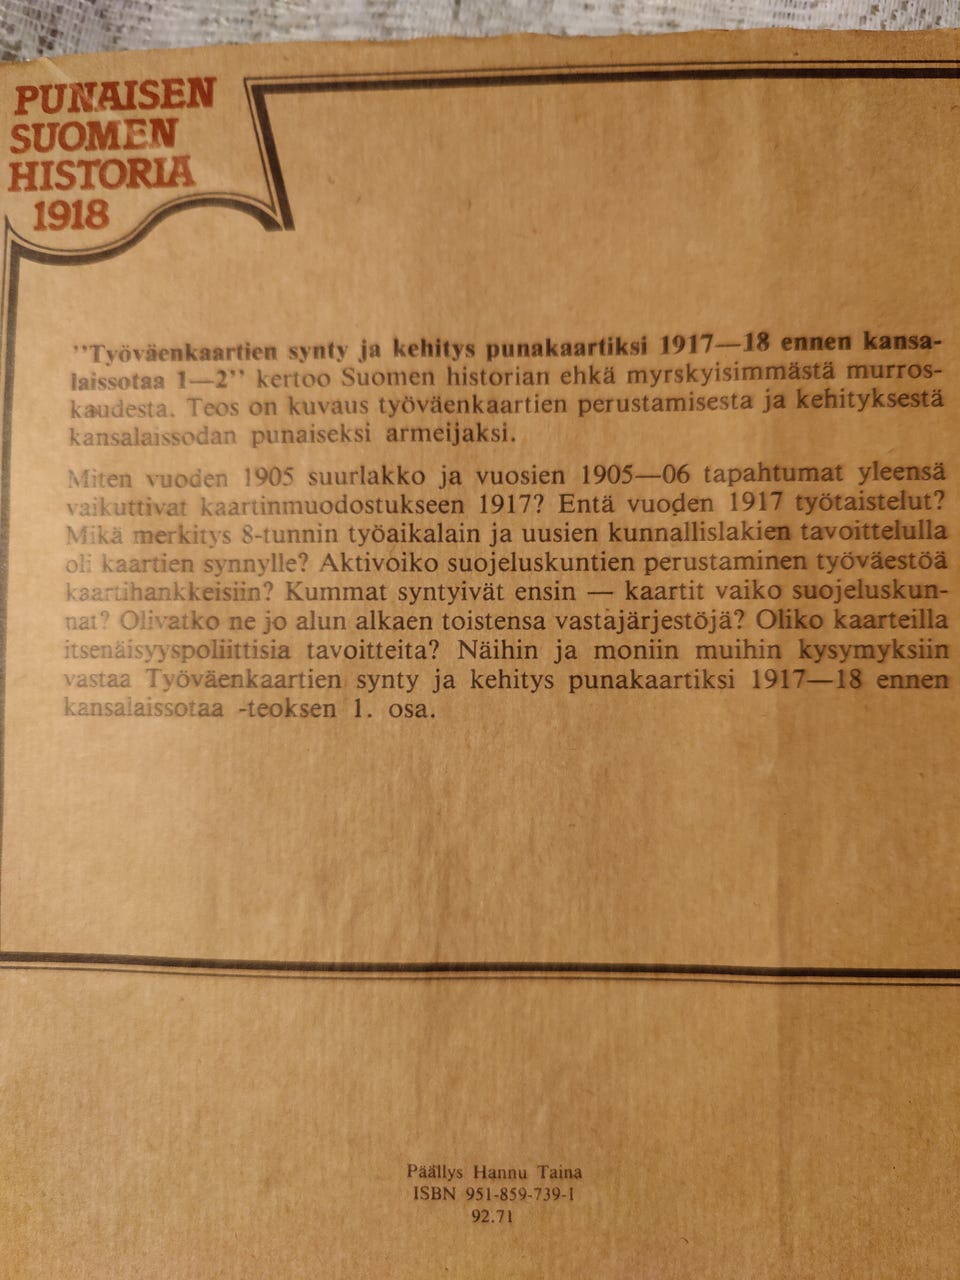 PUNAISEN
SUOMEN
HISTORIA
1918
"Työväenkaartien synty ja kehitys punakaartiksi 1917—18 ennen kansa-
laissotaa 1—2" kertoo Suomen historian ehkä myrskyisimmästä murros-
kaudesta. Teos on kuvaus työväenkaartien perustamisesta ja kehityksestä
kansalaissodan punaiseksi armeijaksi.
Miten vuoden 1905 suurlakko ja vuosien 1905—06 tapahtumat yleensä
vaikuttivat kaartinmuodostukseen 1917? Entä vuoden 1917 työtaistelut?
Mikä merkitys 8-tunnin työaikalain ja uusien kunnallislakien tavoittelulla
oli kaartien synnylle? Aktivoiko suojeluskuntien perustaminen työväestöä
kaartihankkeisiin? Kummat syntyivät ensin — kaartit vaiko suojeluskun-
nat? Olivatko ne jo alun alkaen toistensa vastajärjestöjä? Oliko kaarteilla
itsenäisyyspoliittisia tavoitteita? Näihin ja moniin muihin kysymyksiin
vastaa Työväenkaartien synty ja kehitys punakaartiksi 1917—18 ennen
kansalaissotaa -teoksen 1. osa.
Päällys Hannu Taina
ISBN 951-859-739-1
92.71